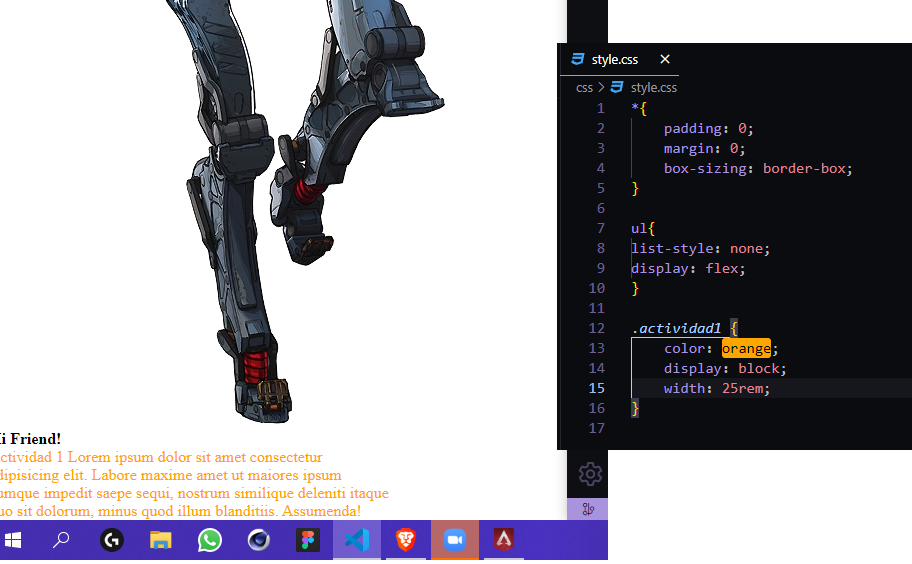 style.css
css > style.css
1 *{
2 padding: 0;
3 margin: 0;
4 box-sizing: border-box;
5 }
6
7 ul{
8 list-style: none;
9 display: flex;
10 }
11
12 .actividad1 {
13 color: orange;
14 display: block;
15 width: 25rem;
16 }
17
i Friend!
ctividad 1 Lorem ipsum dolor sit amet consectetur
dipisicing elit. Labore maxime amet ut maiores ipsum
umque impedit saepe sequi, nostrum similique deleniti itaque
uo sit dolorum, minus quod illum blanditiis. Assumenda!